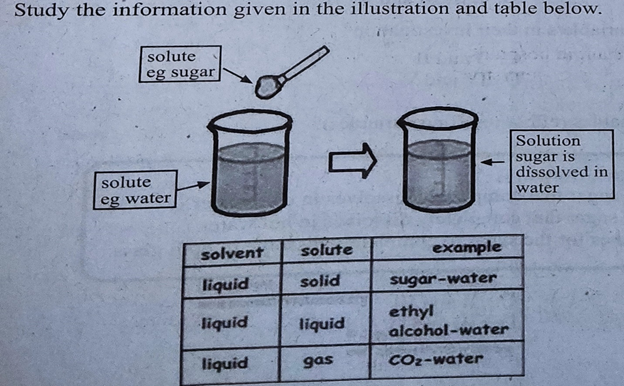 Study the information given in the illustration and table below.
solute
eg sugar
solute
eg water
Solution
sugar is
dissolved in
water
solvent solute example
liquid solid sugar-water
liquid liquid ethyl
alcohol-water
liquid gas CO₂-water